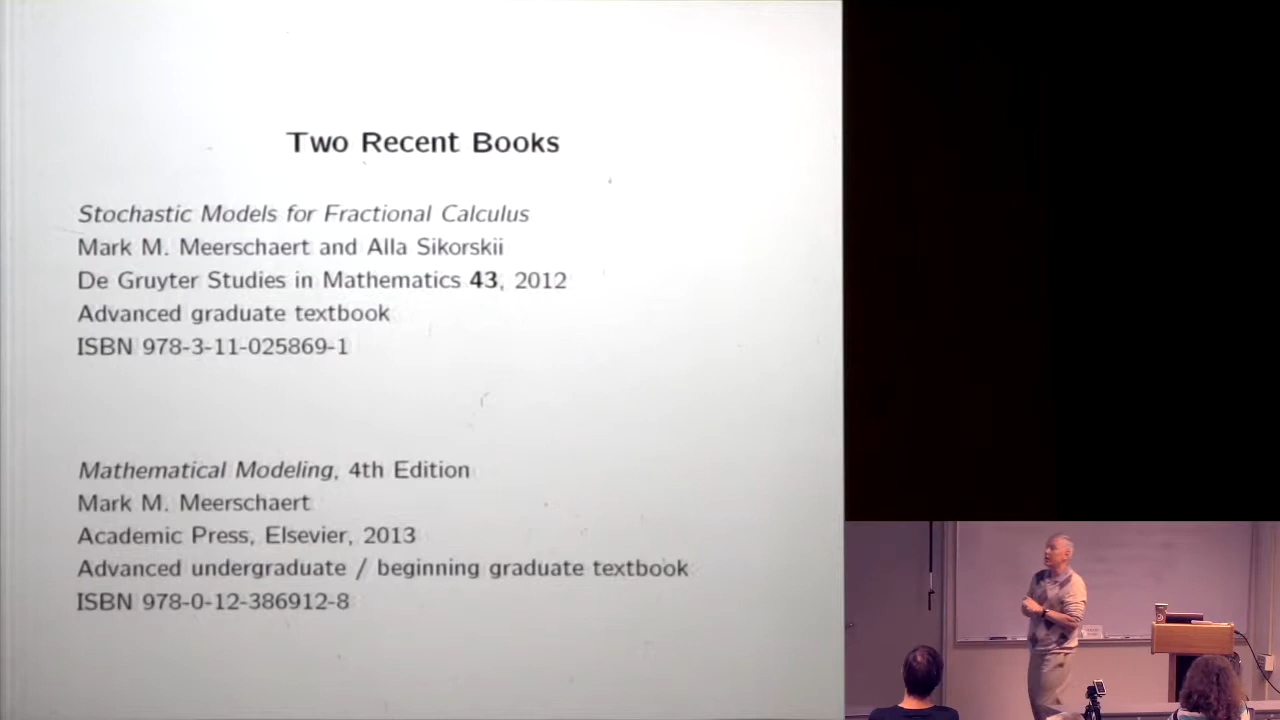 Two Recent Books
Stochastic Models for Fractional Calculus
Mark M. Meerschaert and Alla Sikorskii
De Gruyter Studies in Mathematics 43, 2012
Advanced graduate textbook
ISBN 978-3-11-025869-1
Mathematical Modeling, 4th Edition
Mark M. Meerschaert
Academic Press, Elsevier, 2013
Advanced undergraduate / beginning graduate textbook
ISBN 978-0-12-386912-8